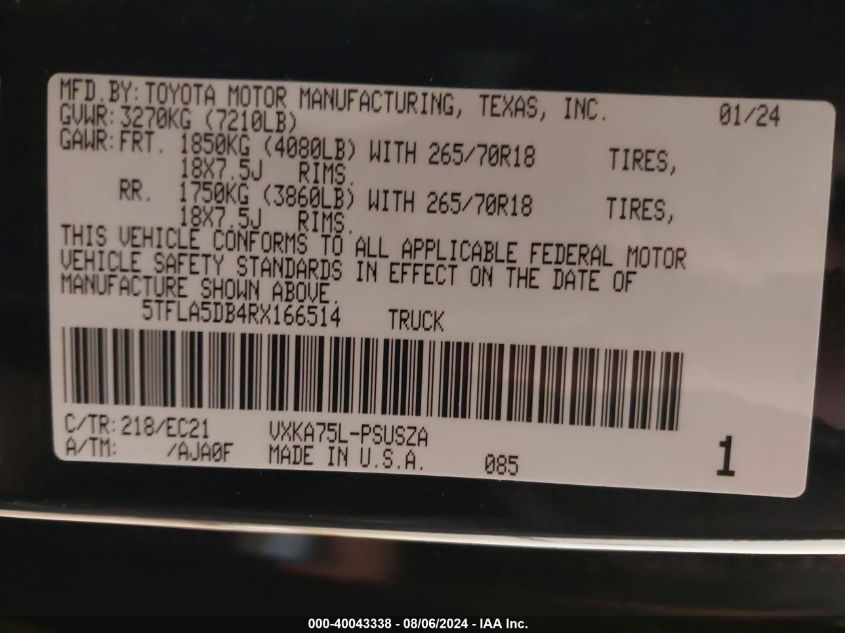 MFD.BY: TOYOTA MOTOR MANUFACTURING, TEXAS, INC. 01/24
GVWR: 3270KG (7210LB)
GAWR: FRT. 1850KG (4080LB) WITH 265/70R18 TIRES,
18X7.5J RIMS.
RR. 1750KG (3860LB) WITH 265/70R18 TIRES,
18X7.5J RIMS.
THIS VEHICLE CONFORMS TO ALL APPLICABLE FEDERAL MOTOR
VEHICLE SAFETY STANDARDS IN EFFECT ON THE DATE OF
MANUFACTURE SHOWN ABOVE.
5TFLA5DB4RX166514 TRUCK
C/TR: 218/EC21 VXKA75L-PSUSZA
A/TM: /AJA0F MADE IN U.S.A. 085 1
000-40043338 - 08/06/2024 - IAA Inc.